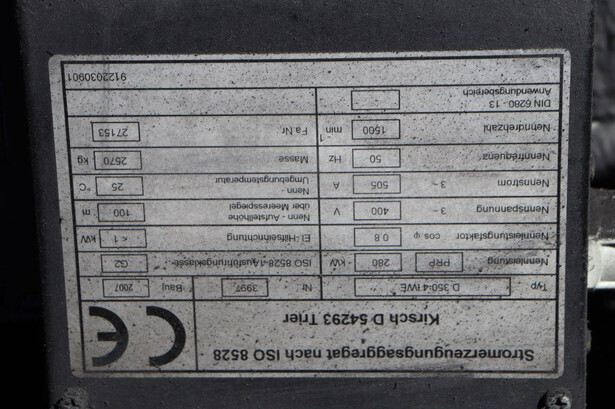 Stromerzeugungsaggregat nach ISO 8528
Kirsch D 54293 Trier
CE
Typ D 350·4 IWE Nr 3997 Bauj 2007
Nennleistung PRP 280 kW ISO 8528-1Ausführungsklasse G2
Nennleistungsfaktor cos φ 0.8 El-Hilfseinrichtung < 1 kW
Nennspannung 3 ~ 400 V Nenn - Aufstellhöhe über Meeresspiegel 100 m
Nennstrom 3 ~ 505 A Nenn - Umgebungstemperatur 25 °C
Nennfrequenz 50 Hz Masse 2570 kg
Nenndrehzahl 1500 min-1 Fa Nr. 27153
DIN 6280 - 13
Anwendungsbereich
9122030901